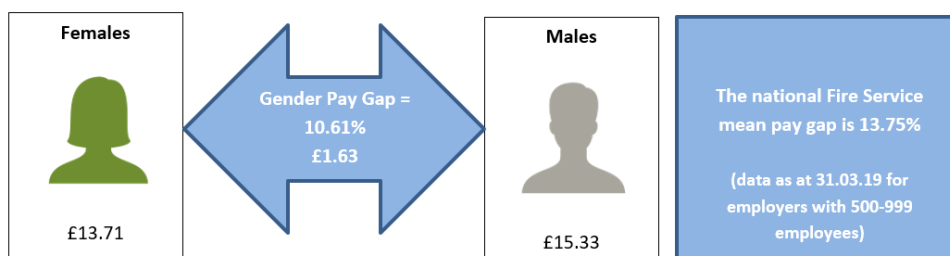 Females
£13.71
Gender Pay Gap =
10.61%
£1.63
Males
£15.33
The national Fire Service
mean pay gap is 13.75%
(data as at 31.03.19 for
employers with 500-999
employees)